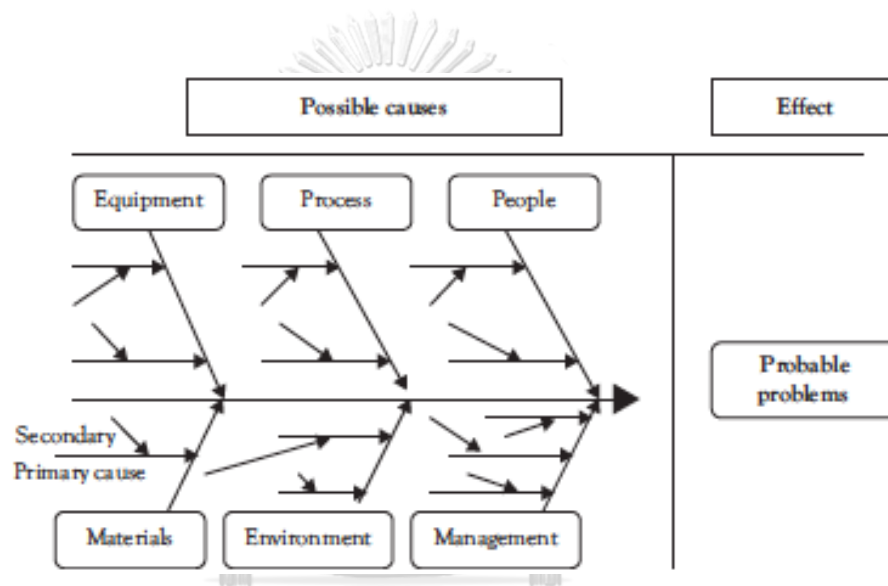 Possible causes
Effect
Equipment
Process
People
Probable
problems
Secondary
Primary cause
Materials
Environment
Management